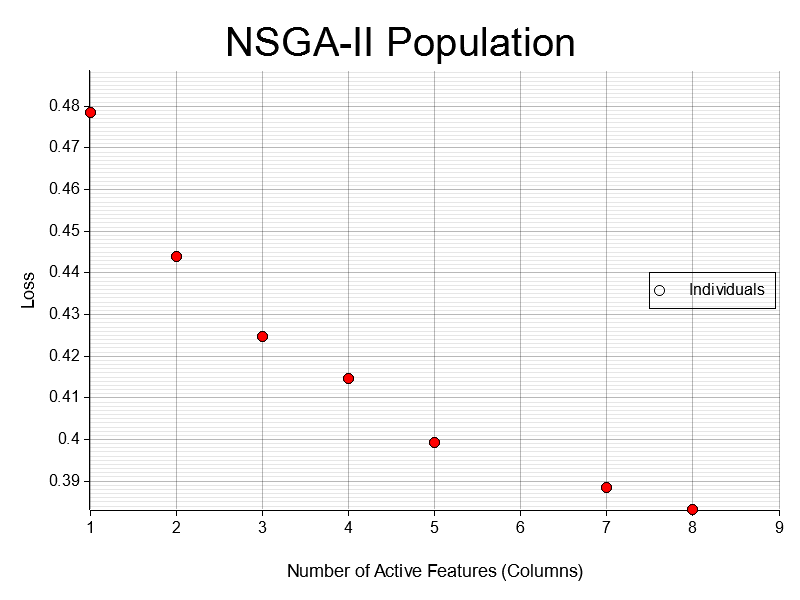 NSGA-II Population
0.48
0.47
0.46
0.45
0.44
0.43
0.42
0.41
0.4
0.39
Loss
Individuals
1 2 3 4 5 6 7 8 9
Number of Active Features (Columns)